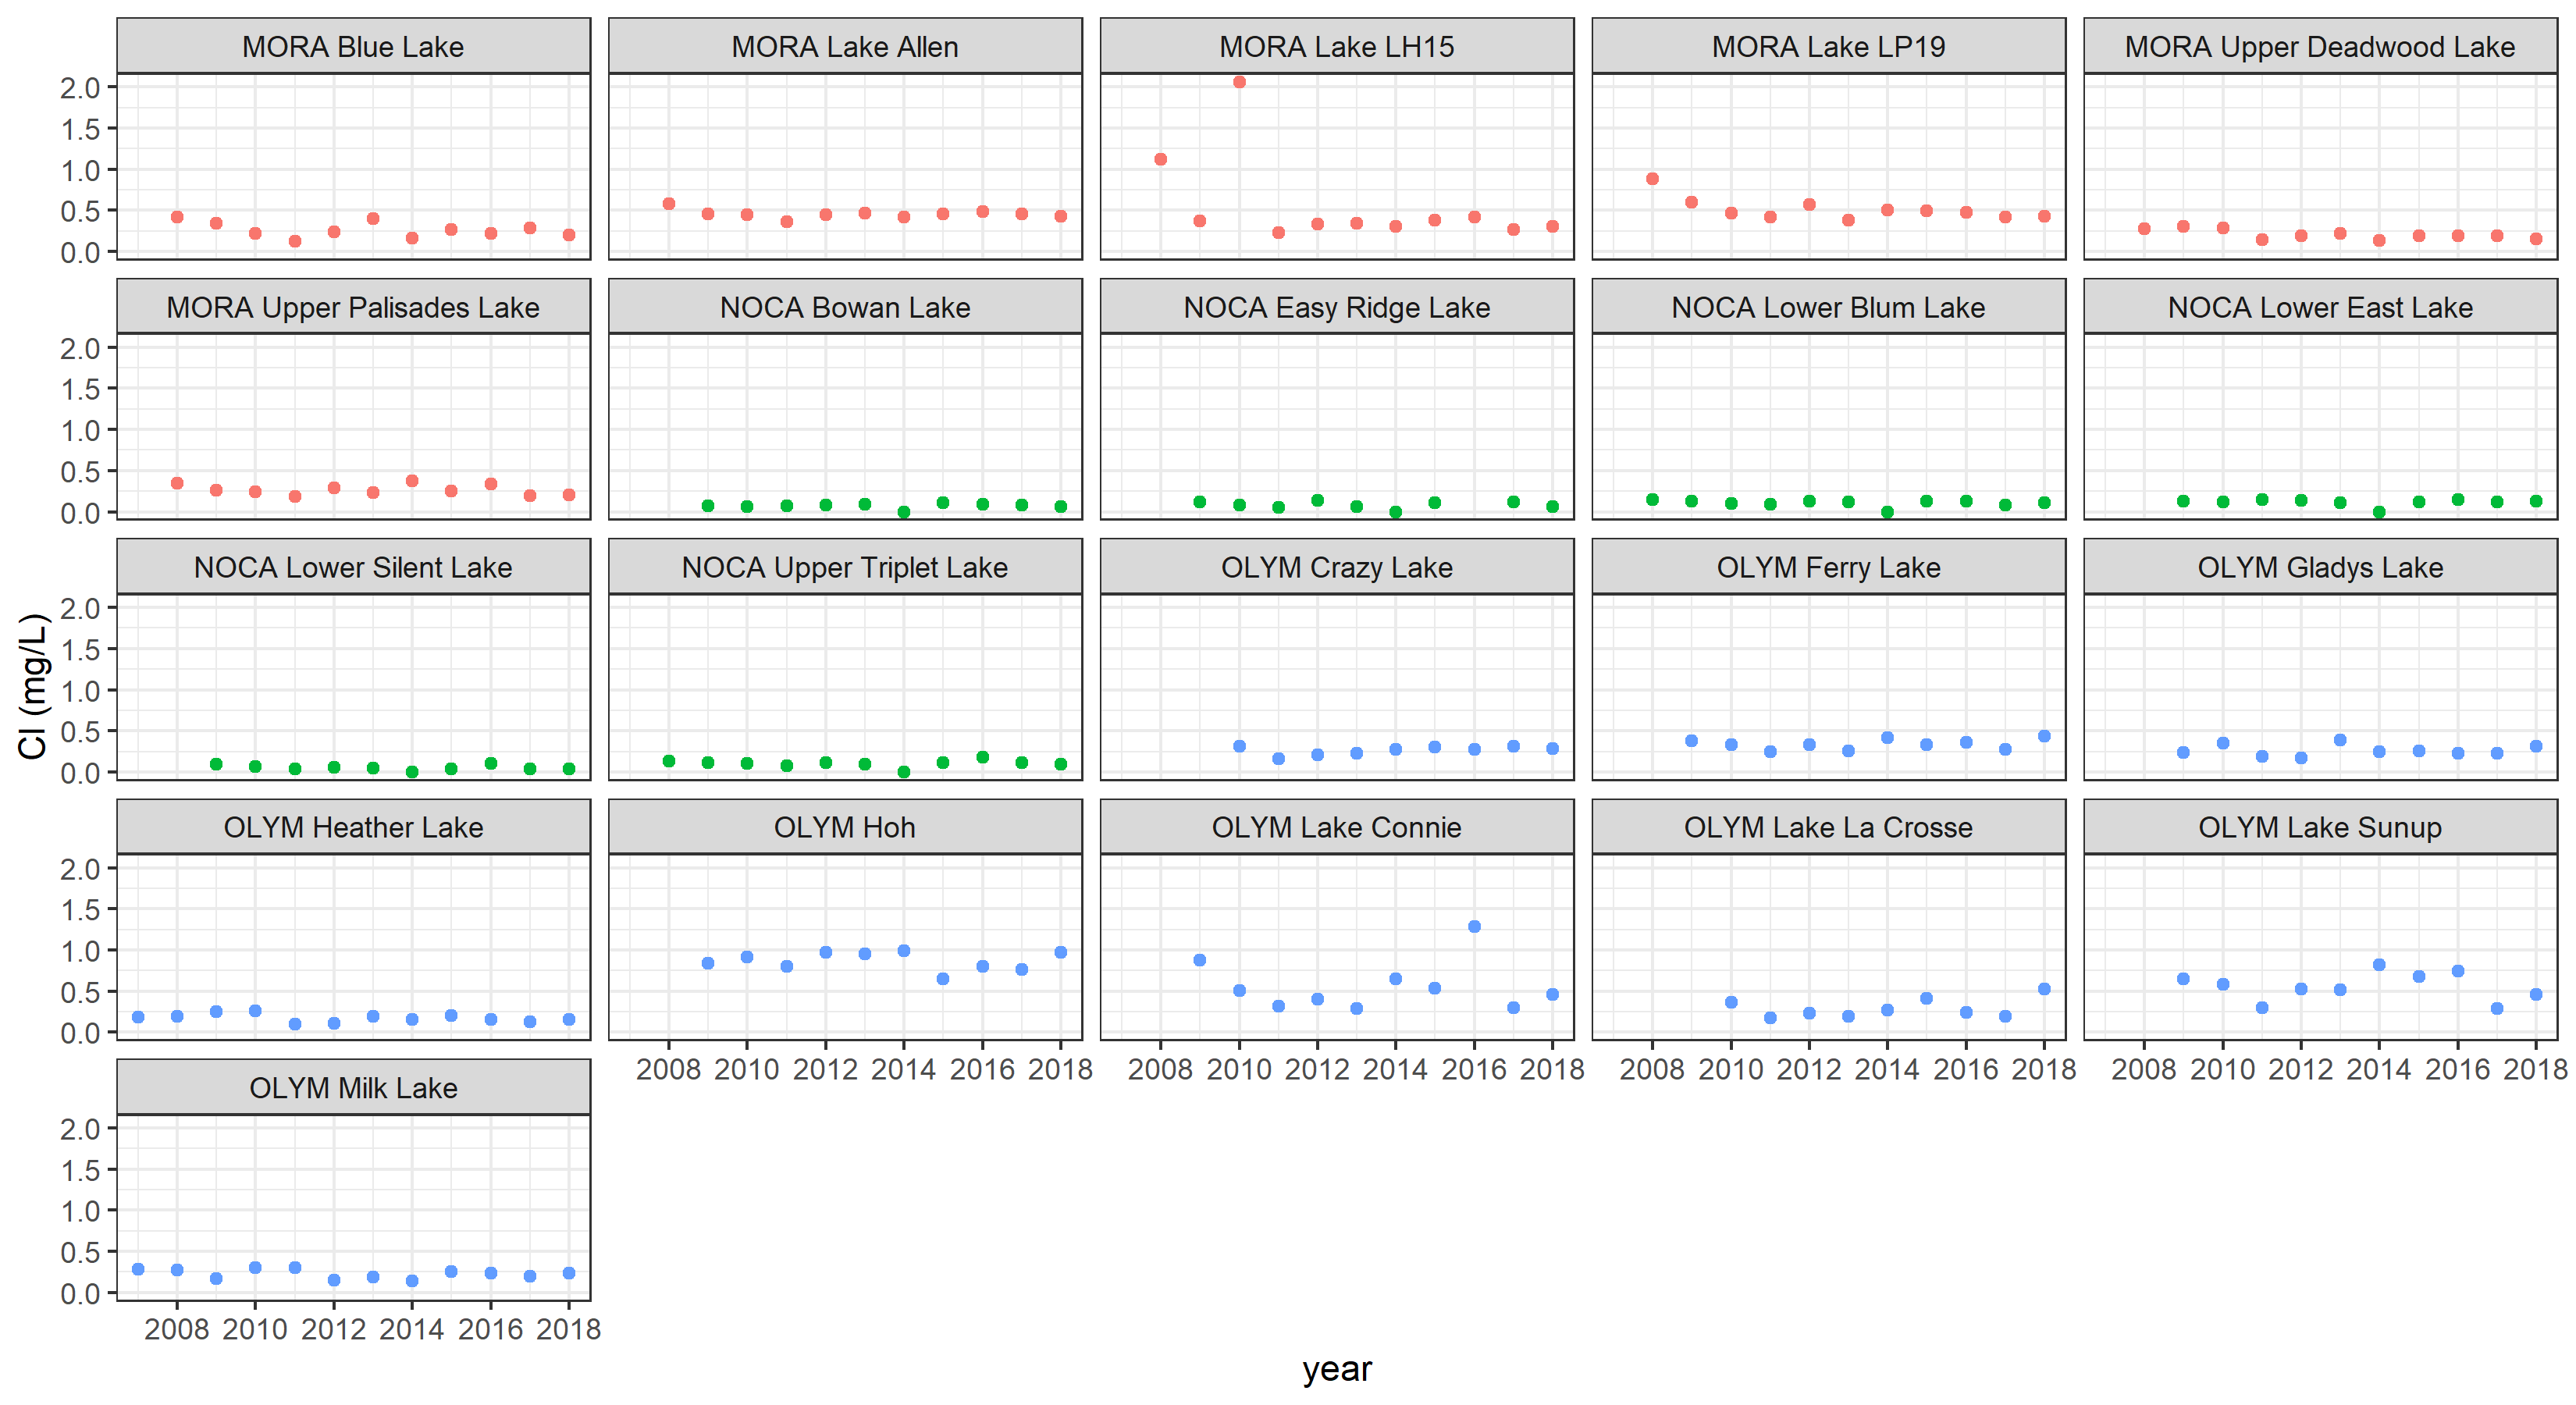 MORA Blue Lake MORA Lake Allen MORA Lake LH15 MORA Lake LP19 MORA Upper Deadwood Lake
2.0
1.5
1.0
0.5
0.0
MORA Upper Palisades Lake NOCA Bowan Lake NOCA Easy Ridge Lake NOCA Lower Blum Lake NOCA Lower East Lake
2.0
1.5
1.0
0.5
0.0
NOCA Lower Silent Lake NOCA Upper Triplet Lake OLYM Crazy Lake OLYM Ferry Lake OLYM Gladys Lake
2.0
1.5
1.0
0.5
0.0
Cl (mg/L)
OLYM Heather Lake OLYM Hoh OLYM Lake Connie OLYM Lake La Crosse OLYM Lake Sunup
2.0
1.5
1.0
0.5
0.0
2008 2010 2012 2014 2016 2018 2008 2010 2012 2014 2016 2018 2008 2010 2012 2014 2016 2018 2008 2010 2012 2014 2016 2018
OLYM Milk Lake
2.0
1.5
1.0
0.5
0.0
2008 2010 2012 2014 2016 2018
year